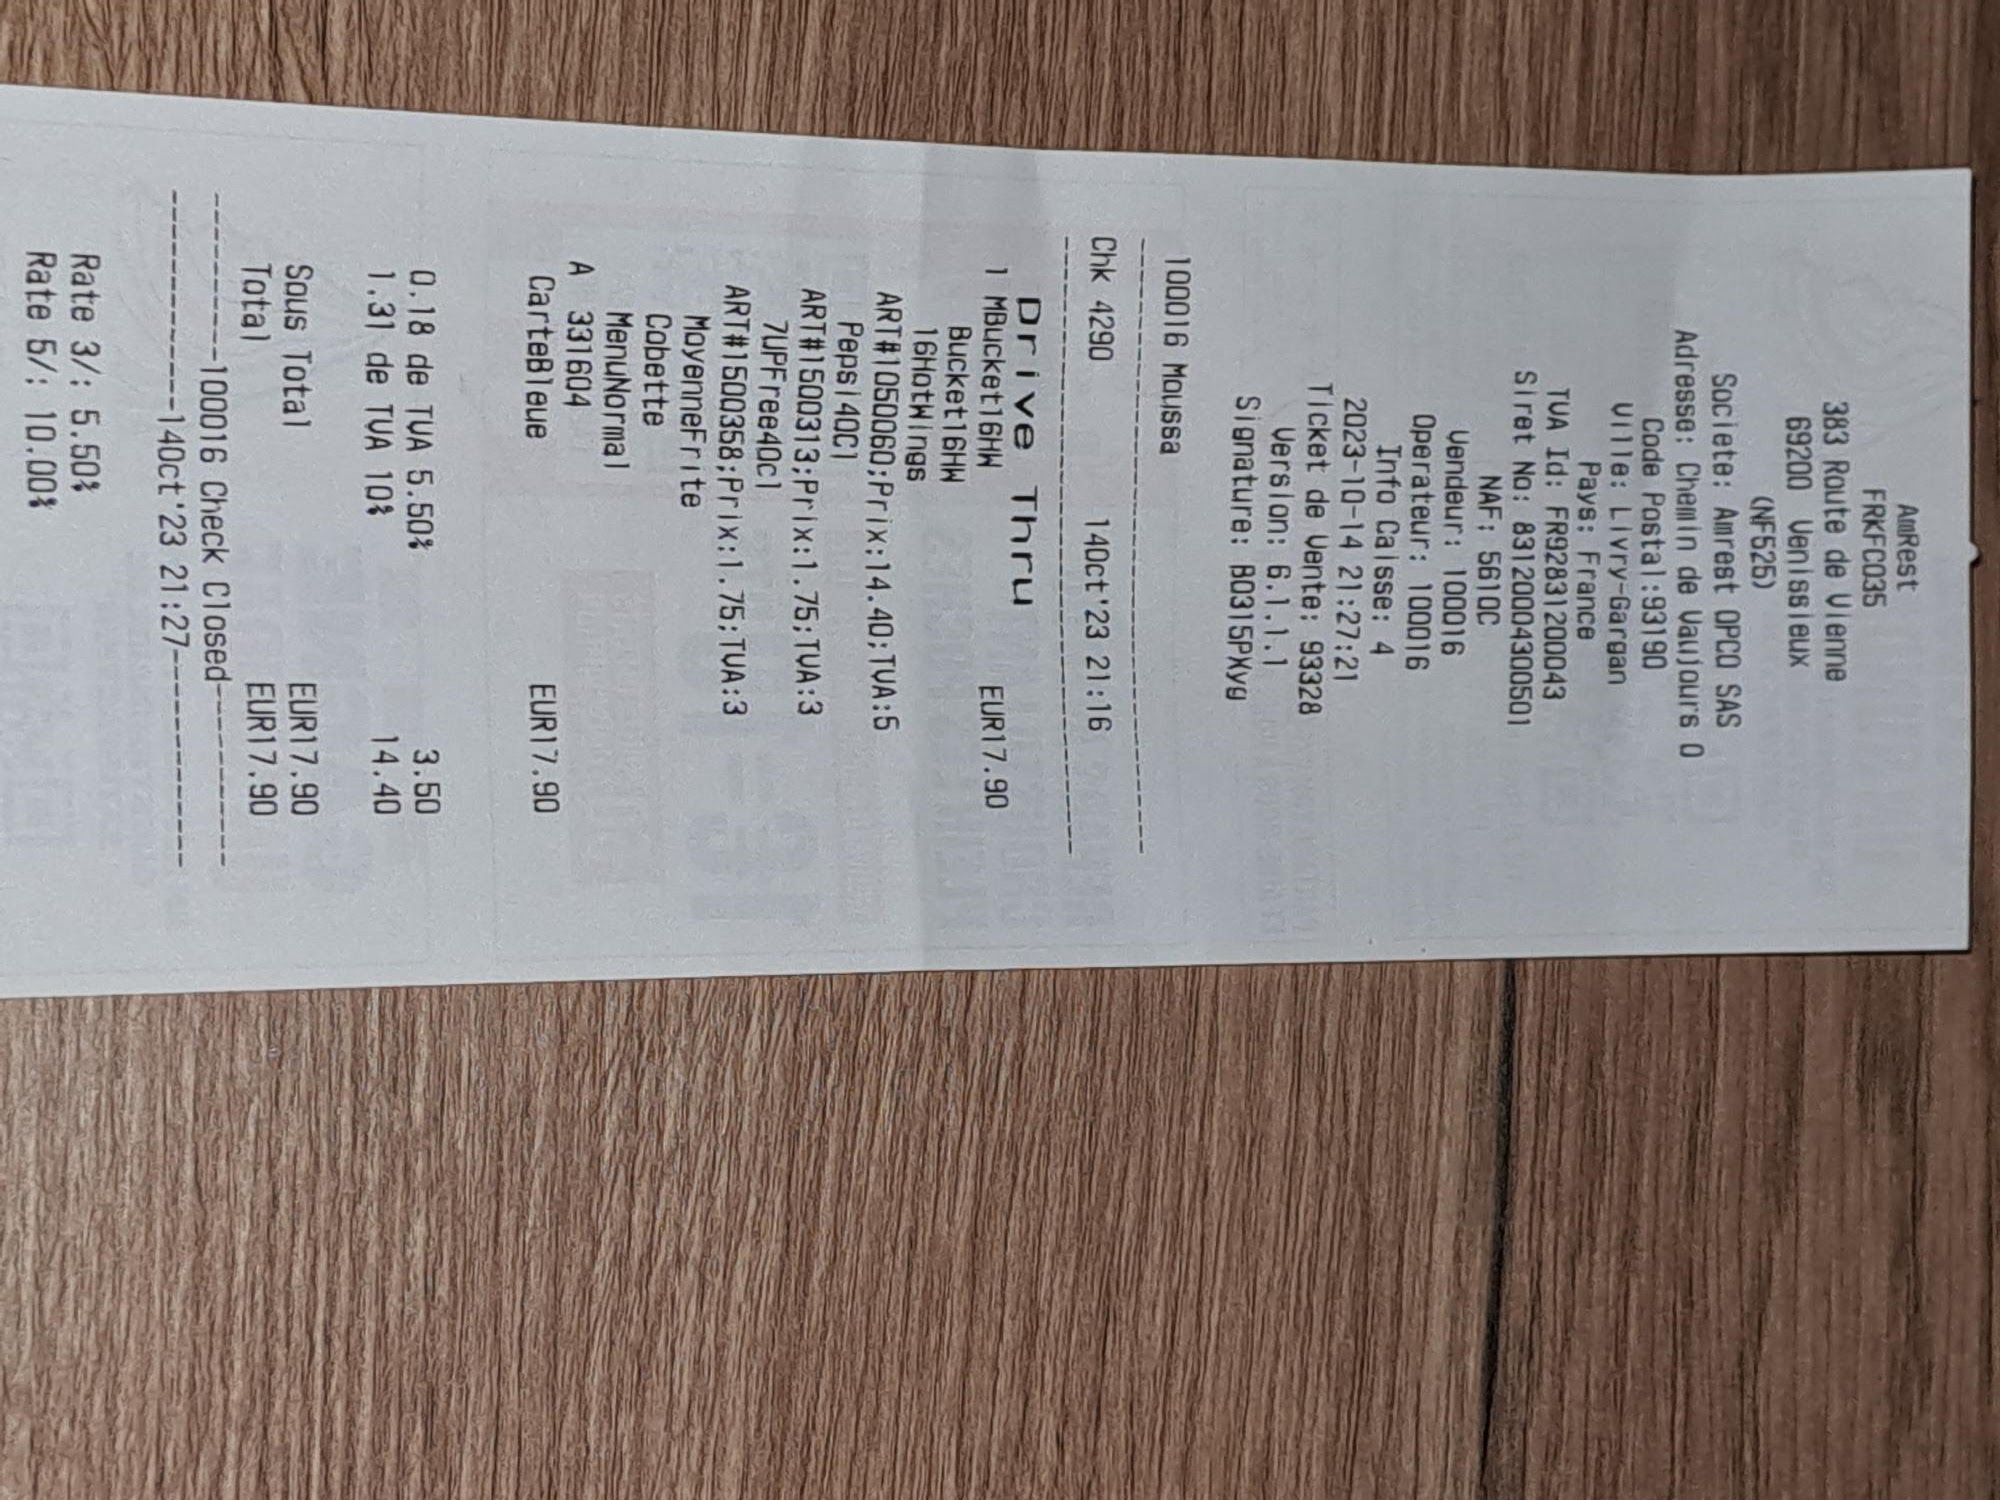 AmRest
FRKFC035
383 Route de Vienne
69200 Venissieux
(NF525)
Societe: Amrest OPCO SAS
Adresse: Chemin de Vaujours 0
Code Postal:93190
Ville: Livry-Gargan
Pays: France
TVA Id: FR92831200043
Siret No: 83120004300501
NAF: 5610C
Vendeur: 100016
Operateur: 100016
Info Caisse: 4
2023-10-14 21:27:21
Ticket de Vente: 93328
Version: 6.1.1.1
Signature: B0315PXyg
100016 Moussa
--------------------------------------
Chk 4290 14Oct'23 21:16
--------------------------------------
Drive Thru
1 MBucket16HW EUR17.90
Bucket16HW
16HotWings
ART#1050060;Prix:14.40;TVA:5
Pepsi40Cl
ART#1500313;Prix:1.75;TVA:3
7UPFree40cl
ART#1500358;Prix:1.75;TVA:3
MoyenneFrite
Cobette
MenuNormal
A 331604
CarteBleue EUR17.90
0.18 de TVA 5.50% 3.50
1.31 de TVA 10% 14.40
Sous Total EUR17.90
Total EUR17.90
----------100016 Check Closed----------
-------------14Oct'23 21:27-------------
Rate 3/: 5.50%
Rate 5/: 10.00%